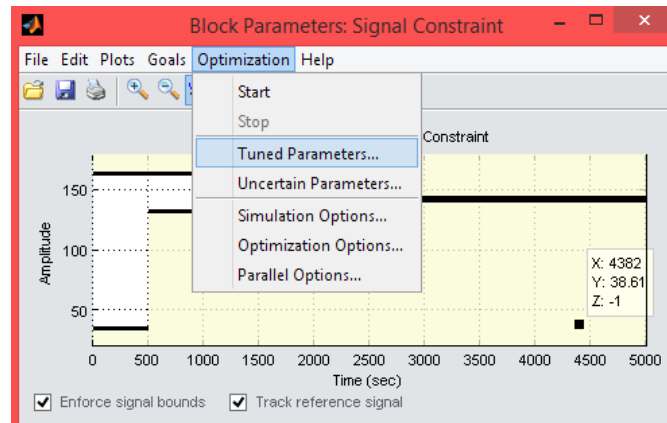 Block Parameters: Signal Constraint
File Edit Plots Goals Optimization Help
Start
Stop
Constraint
Tuned Parameters...
Uncertain Parameters...
Simulation Options...
Optimization Options...
Parallel Options...
Amplitude
150
100
50
X: 4382
Y: 38.61
Z: -1
0 500 1000 1500 2000 2500 3000 3500 4000 4500 5000
Time (sec)
Enforce signal bounds Track reference signal